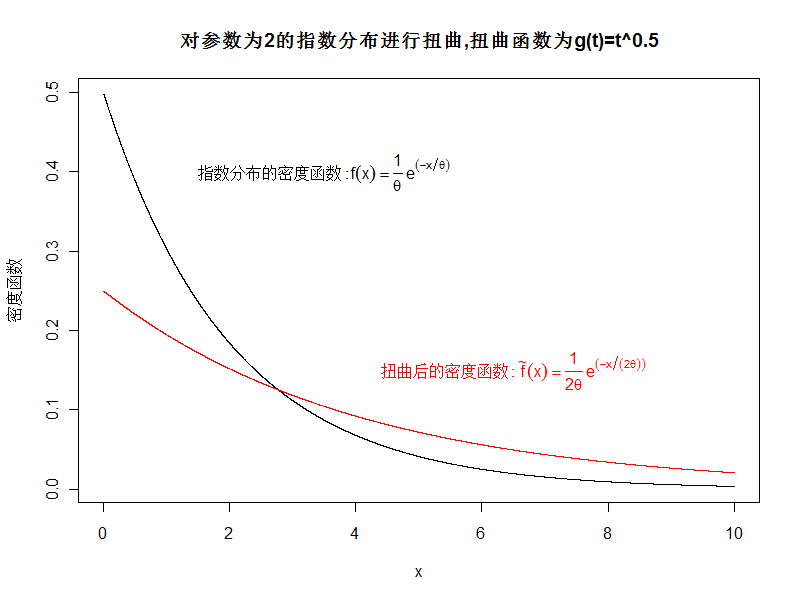 对参数为2的指数分布进行扭曲,扭曲函数为g(t)=t^0.5
密度函数
0.5
0.4
0.3
0.2
0.1
0.0
指数分布的密度函数:f(x)=1/θ e^(−x/θ)
扭曲后的密度函数: f̃(x)=1/2θ e^(−x/(2θ))
0 2 4 6 8 10
x